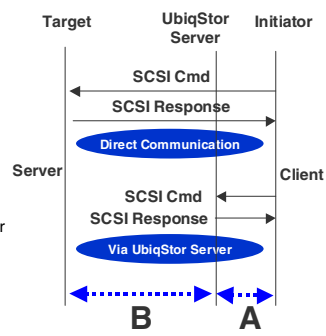 Target
UbiqStor
Server
Initiator
SCSI Cmd
SCSI Response
Direct Communication
Server
Client
SCSI Cmd
r
SCSI Response
Via UbiqStor Server
B
A